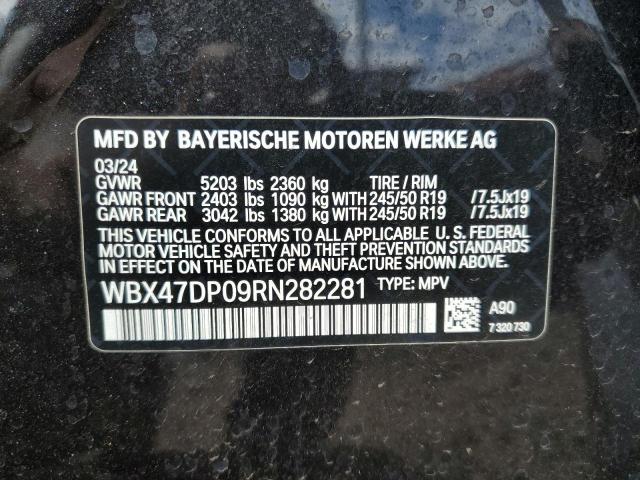 MFD BY BAYERISCHE MOTOREN WERKE AG
03/24
GVWR 5203 lbs 2360 kg TIRE / RIM
GAWR FRONT 2403 lbs 1090 kg WITH 245/50 R19 /7.5Jx19
GAWR REAR 3042 lbs 1380 kg WITH 245/50 R19 /7.5Jx19
THIS VEHICLE CONFORMS TO ALL APPLICABLE U. S. FEDERAL
MOTOR VEHICLE SAFETY AND THEFT PREVENTION STANDARDS
IN EFFECT ON THE DATE OF MANUFACTURE SHOWN ABOVE.
WBX47DP09RN282281 TYPE: MPV
A90
7 320 730